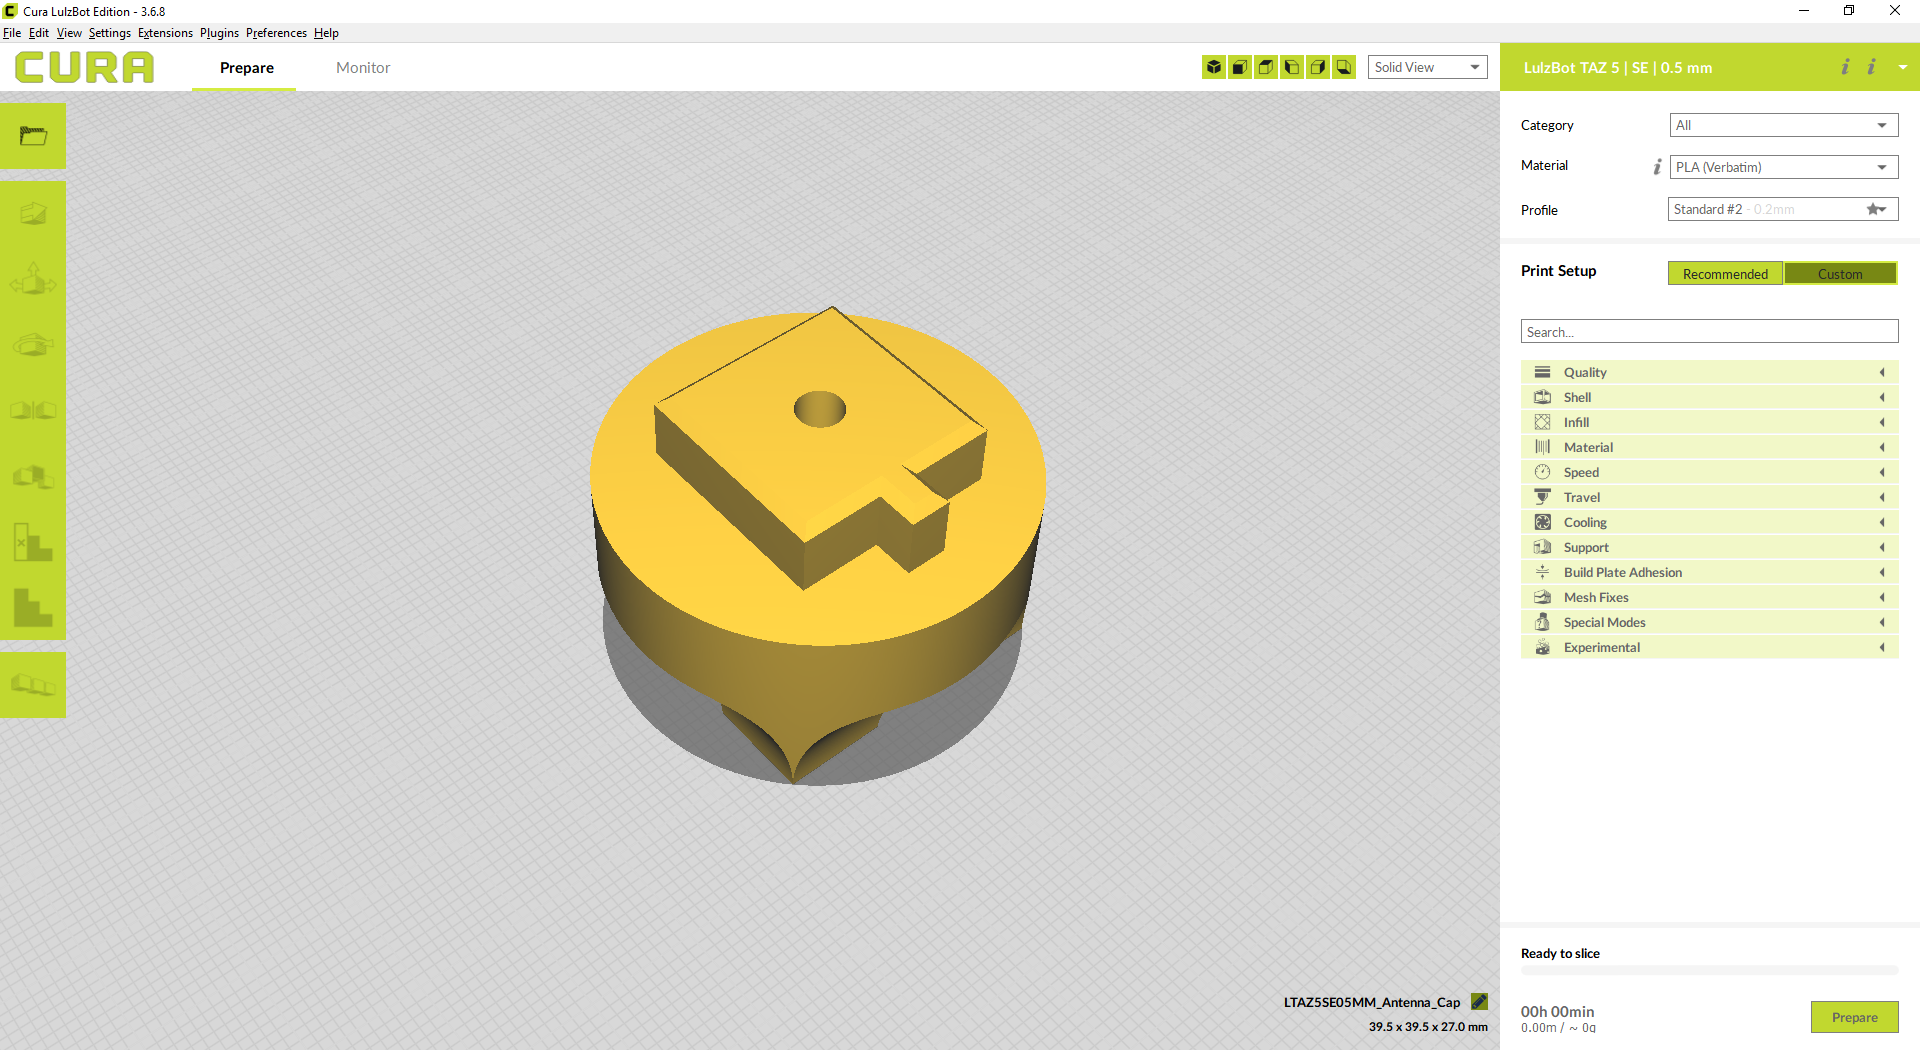 Cura LulzBot Edition - 3.6.8
File Edit View Settings Extensions Plugins Preferences Help
CURA Prepare Monitor Solid View LulzBot TAZ 5 | SE | 0.5 mm
Category All
Material PLA (Verbatim)
Profile Standard #2 - 0.2mm
Print Setup Recommended Custom
Search...
Quality
Shell
Infill
Material
Speed
Travel
Cooling
Support
Build Plate Adhesion
Mesh Fixes
Special Modes
Experimental
Ready to slice
LTAZ5SE05MM_Antenna_Cap
39.5 x 39.5 x 27.0 mm
00h 00min
0.00m / ~ 0g
Prepare